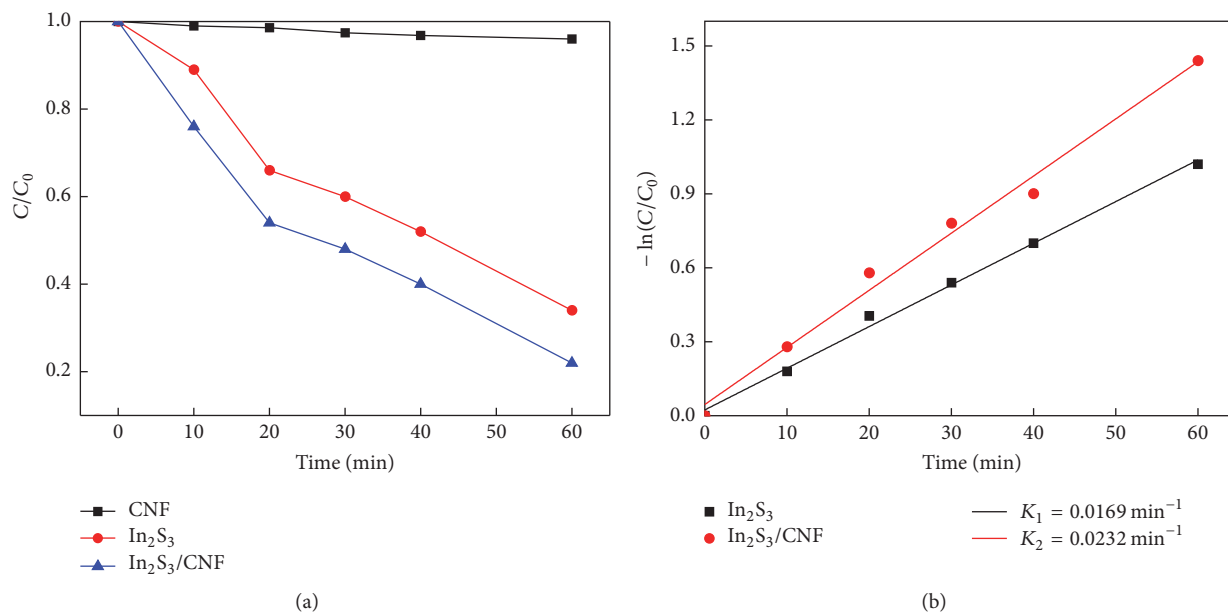 1.0
0.8
0.6
0.4
0.2
C/C₀
0 10 20 30 40 50 60
Time (min)
CNF
In₂S₃
In₂S₃/CNF
(a)
1.5
1.2
0.9
0.6
0.3
0.0
−ln(C/C₀)
0 10 20 30 40 50 60
Time (min)
In₂S₃
In₂S₃/CNF
K₁ = 0.0169 min⁻¹
K₂ = 0.0232 min⁻¹
(b)